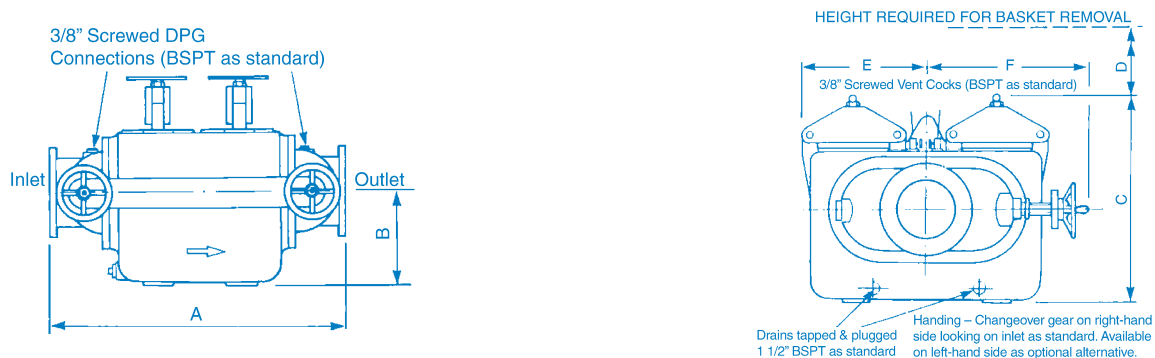 3/8” Screwed DPG
Connections (BSPT as standard)
Inlet
Outlet
B
A
HEIGHT REQUIRED FOR BASKET REMOVAL
E
F
D
3/8” Screwed Vent Cocks (BSPT as standard)
C
Drains tapped & plugged
1 1/2” BSPT as standard
Handing – Changeover gear on right-hand
side looking on inlet as standard. Available
on left-hand side as optional alternative.